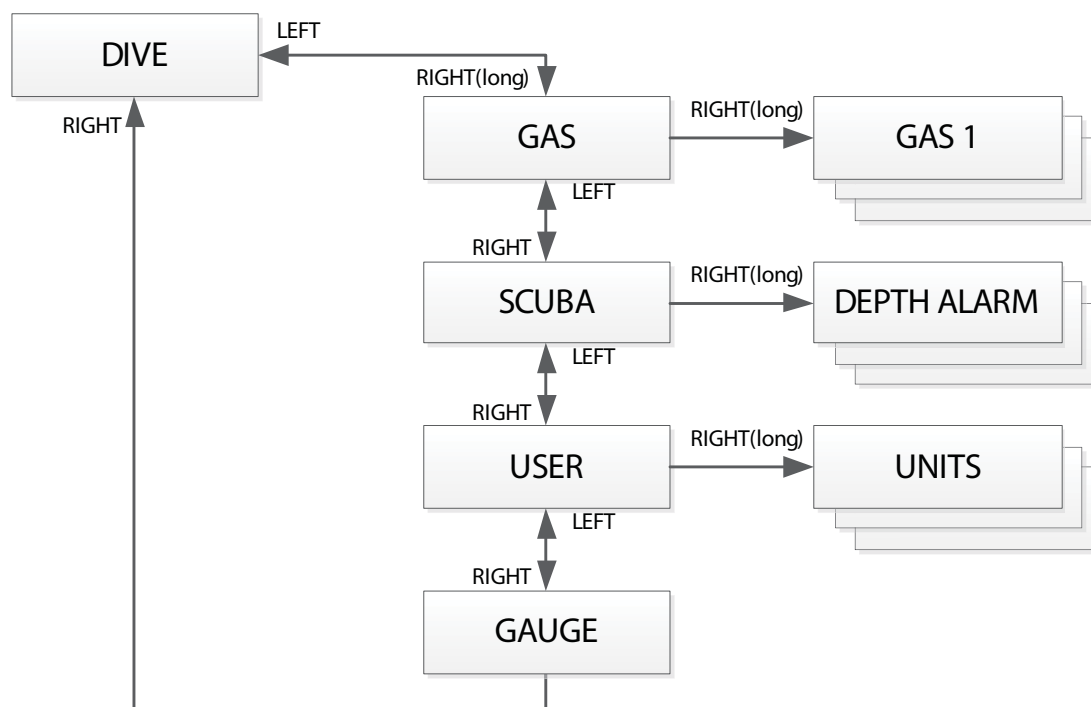 DIVE
LEFT
RIGHT(long)
RIGHT
GAS
RIGHT(long)
GAS 1
LEFT
RIGHT
SCUBA
RIGHT(long)
DEPTH ALARM
LEFT
RIGHT
USER
RIGHT(long)
UNITS
LEFT
RIGHT
GAUGE